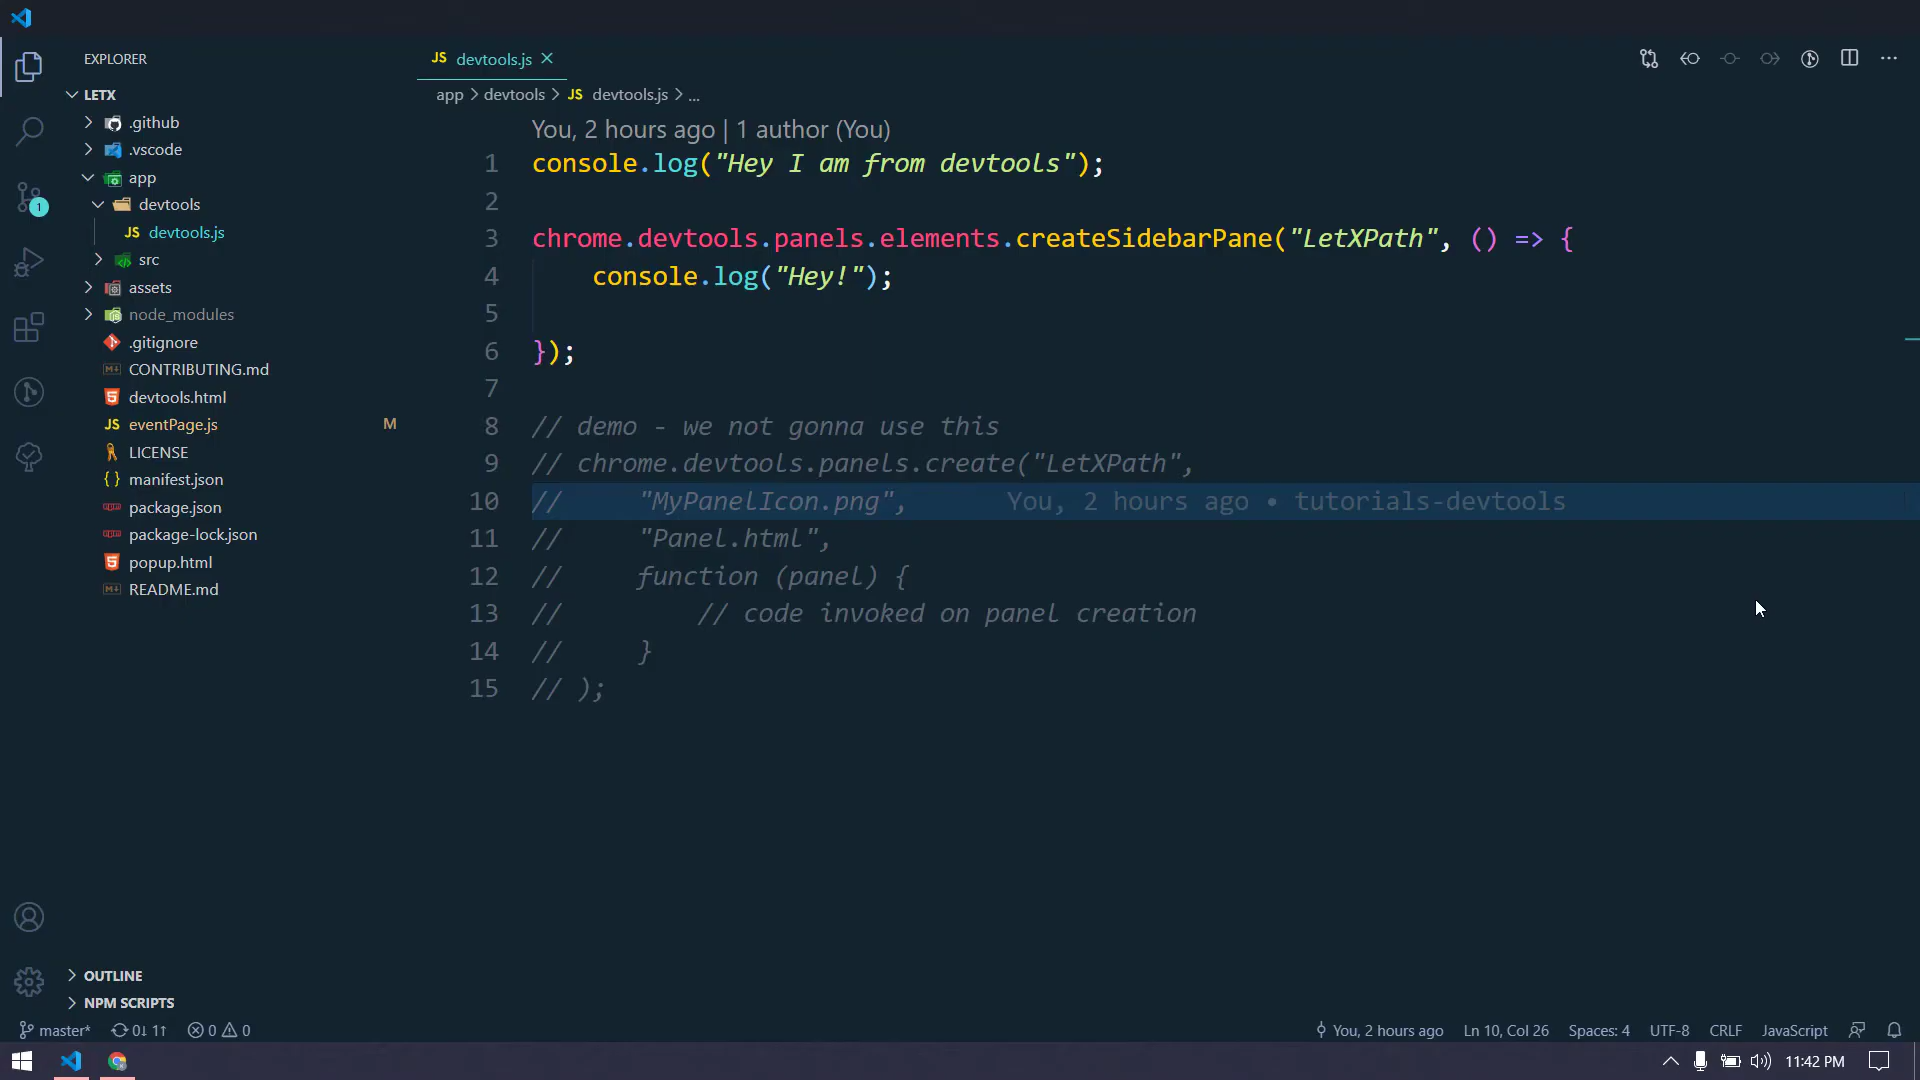 EXPLORER
LETX
.github
.vscode
app
devtools
JS devtools.js
src
assets
node_modules
.gitignore
CONTRIBUTING.md
devtools.html
JS eventPage.js M
LICENSE
{} manifest.json
package.json
package-lock.json
popup.html
README.md
OUTLINE
NPM SCRIPTS
JS devtools.js
app > devtools > JS devtools.js > ...
You, 2 hours ago | 1 author (You)
1 console.log("Hey I am from devtools");
2
3 chrome.devtools.panels.elements.createSidebarPane("LetXPath", () => {
4 console.log("Hey!");
5
6 });
7
8 // demo - we not gonna use this
9 // chrome.devtools.panels.create("LetXPath",
10 // "MyPanelIcon.png", You, 2 hours ago • tutorials-devtools
11 // "Panel.html",
12 // function (panel) {
13 // // code invoked on panel creation
14 // }
15 // );
1
master* 0↓ 1↑ 0 0 You, 2 hours ago Ln 10, Col 26 Spaces: 4 UTF-8 CRLF JavaScript
11:42 PM